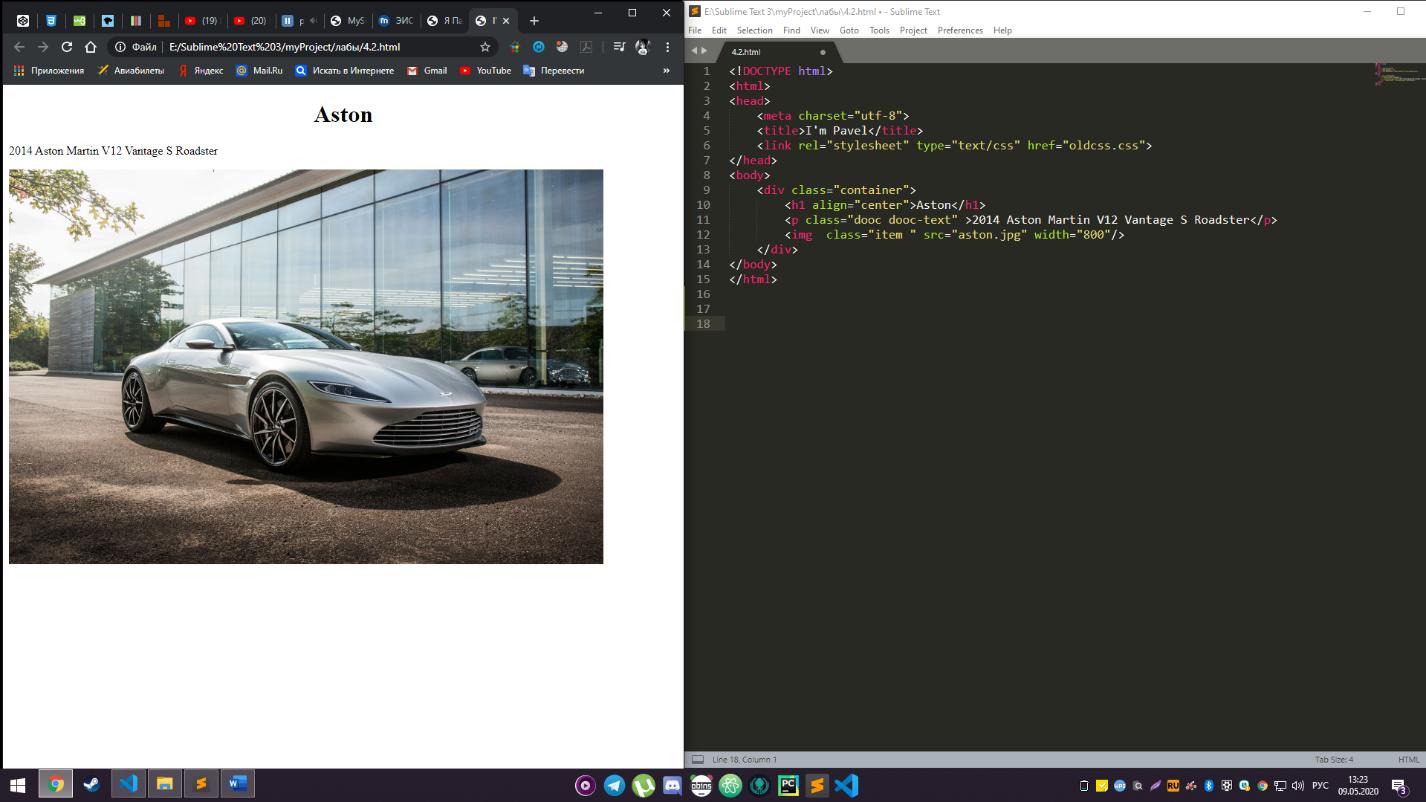 (19)
(20)
p
MyS
ЭИС
Я Па
I'
Файл
E:/Sublime%20Text%203/myProject/лабы/4.2.html
Приложения
Авиабилеты
Яндекс
Mail.Ru
Искать в Интернете
Gmail
YouTube
Перевести
»
Aston
2014 Aston Martin V12 Vantage S Roadster
E:\Sublime Text 3\myProject\лабы\4.2.html • - Sublime Text
File Edit Selection Find View Goto Tools Project Preferences Help
4.2.html
1 <!DOCTYPE html>
2 <html>
3 <head>
4 <meta charset="utf-8">
5 <title>I'm Pavel</title>
6 <link rel="stylesheet" type="text/css" href="oldcss.css">
7 </head>
8 <body>
9 <div class="container">
10 <h1 align="center">Aston</h1>
11 <p class="dooc dooc-text" >2014 Aston Martin V12 Vantage S Roadster</p>
12 <img  class="item " src="aston.jpg" width="800"/>
13 </div>
14 </body>
15 </html>
16
17
18
Line 18, Column 1
Tab Size: 4
HTML
РУС
13:23
09.05.2020
3